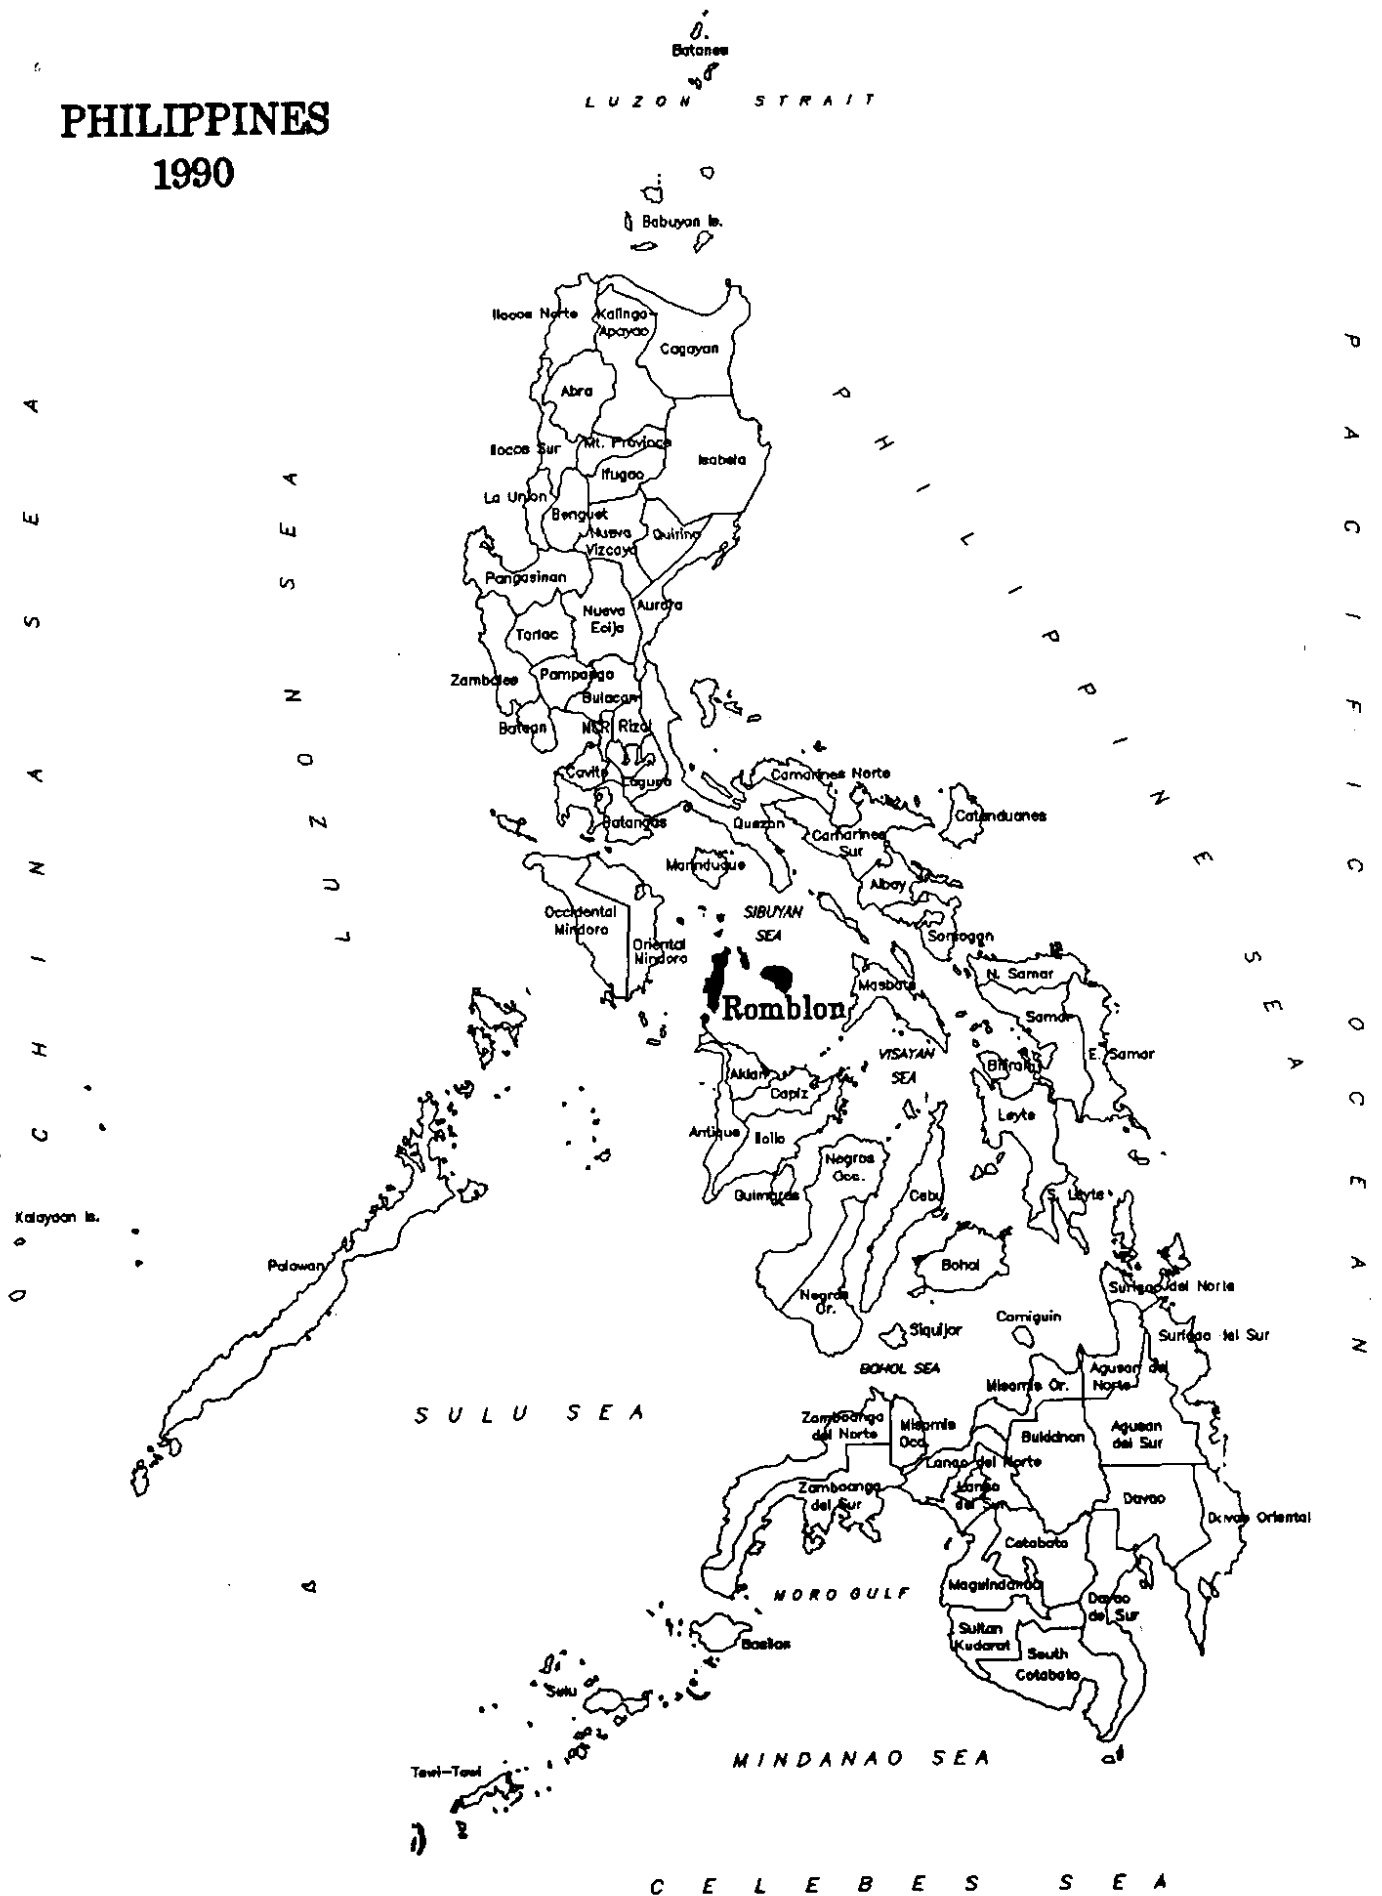 Batanes
LUZON STRAIT
PHILIPPINES
1990
Babuyan Is.
Ilocos Norte
Kalinga-
Apayao
Cagayan
Abra
Ilocos Sur
Mt. Province
Ifugao
Isabela
La Union
Benguet
Nueva
Vizcaya
Quirino
Pangasinan
Nueva
Ecija
Aurora
Tarlac
Zambales
Pampanga
Bulacan
Bataan
NCR
Rizal
Cavite
Laguna
Batangas
Quezon
Camarines Norte
Camarines
Sur
Catanduanes
Marinduque
Albay
SIBUYAN
SEA
Occidental
Mindoro
Oriental
Mindoro
Sorsogon
Masbate
N. Samar
Romblon
Samar
E. Samar
VISAYAN
SEA
Biliran
Aklan
Capiz
Leyte
Antique
Iloilo
Negros
Occ.
Guimaras
Cebu
S. Leyte
Kalayaan Is.
Palawan
Bohol
Surigao del Norte
Negros
Or.
Siquijor
Camiguin
Surigao del Sur
BOHOL SEA
Misamis Or.
Agusan del
Norte
SULU SEA
Zamboanga
del Norte
Misamis
Occ.
Bukidnon
Agusan
del Sur
Lanao del Norte
Lanao
del Sur
Zamboanga
del Sur
Davao
Davao Oriental
Cotabato
MORO GULF
Maguindanao
Davao
del Sur
Sultan
Kudarat
South
Cotabato
Basilan
Sulu
MINDANAO SEA
Tawi-Tawi
CELEBES SEA
CHINA SEA
LUZON SEA
PHILIPPINE SEA
PACIFIC OCEAN